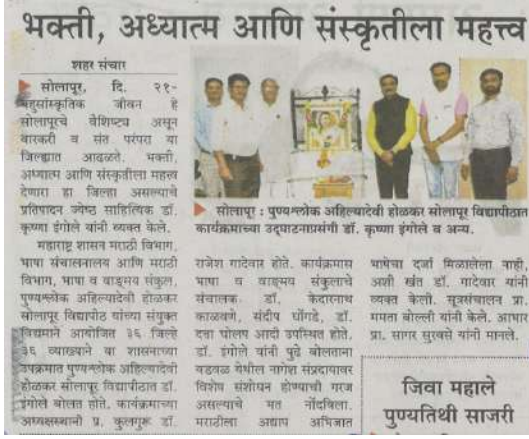 भक्ती, अध्यात्म आणि संस्कृतीला महत्त्व
शहर संचार
सोलापूर, दि. २१-
बहुसांस्कृतिक जीवन हे
सोलापूरचे वैशिष्ट्य असून
वारकरी व संत परंपरा या
जिल्ह्यात आढळते. भक्ती,
अध्यात्म आणि संस्कृतीला महत्त्व
देणारा हा जिल्हा असल्याचे
प्रतिपादन ज्येष्ठ साहित्यिक डॉ.
कृष्णा इंगोले यांनी व्यक्त केले.
महाराष्ट्र शासन मराठी विभाग,
भाषा संचालनालय आणि मराठी
विभाग, भाषा व वाङ्मय संकुल,
पुण्यश्लोक अहिल्यादेवी होळकर
सोलापूर विद्यापीठ यांच्या संयुक्त
विद्यमाने आयोजित ३६ जिल्हे
३६ व्याख्याने या शासनाच्या
उपक्रमात पुण्यश्लोक अहिल्यादेवी
होळकर सोलापूर विद्यापीठात डॉ.
इंगोले बोलत होते. कार्यक्रमाच्या
अध्यक्षस्थानी प्र. कुलगुरू डॉ.
सोलापूर : पुण्यश्लोक अहिल्यादेवी होळकर सोलापूर विद्यापीठात
कार्यक्रमाच्या उद्घाटनाप्रसंगी डॉ. कृष्णा इंगोले व अन्य.
राजेश गादेवार होते. कार्यक्रमास
भाषा व वाङ्मय संकुलाचे
संचालक डॉ. केदारनाथ
काळवणे, संदीप घोंगडे, डॉ.
दत्ता घोलप आदी उपस्थित होते.
डॉ. इंगोले यांनी पुढे बोलताना
वडवळ येथील नागेश संप्रदायावर
विशेष संशोधन होण्याची गरज
असल्याचे मत नोंदविला.
मराठीला अद्याप अभिजात
भाषेचा दर्जा मिळालेला नाही,
अशी खंत डॉ. गादेवार यांनी
व्यक्त केली. सूत्रसंचालन प्रा.
ममता बोल्ली यांनी केले. आभार
प्रा. सागर सुरवसे यांनी मानले.
जिवा महाले
पुण्यतिथी साजरी